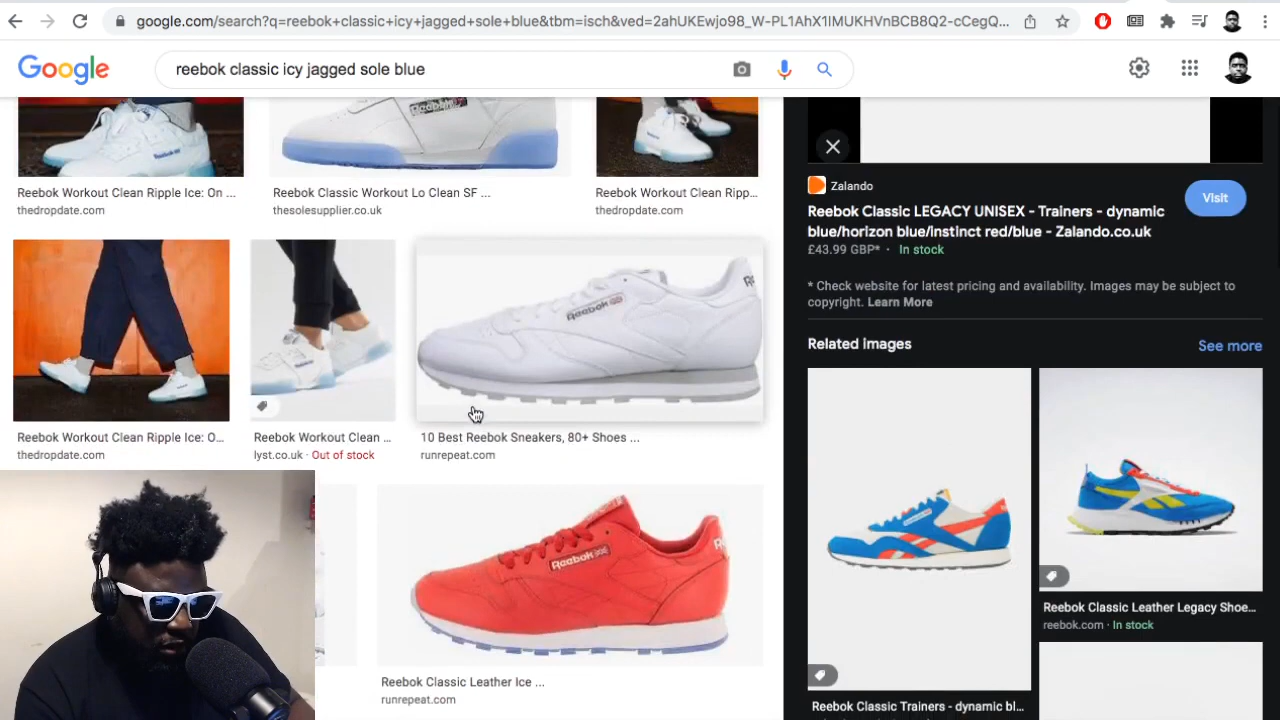 google.com/search?q=reebok+classic+icy+jagged+sole+blue&tbm=isch&ved=2ahUKEwjo98_W-PL1AhX1IMUKHVnBCB8Q2-cCegQ...
Google
reebok classic icy jagged sole blue
Reebok Workout Clean Ripple Ice: On ...
thedropdate.com
Reebok Classic Workout Lo Clean SF ...
thesolesupplier.co.uk
Reebok Workout Clean Ripp...
thedropdate.com
Reebok
Reebok
Reebok Workout Clean Ripple Ice: O...
thedropdate.com
Reebok Workout Clean ...
lyst.co.uk · Out of stock
10 Best Reebok Sneakers, 80+ Shoes ...
runrepeat.com
Reebok
Reebok Classic Leather Ice ...
runrepeat.com
Zalando
Visit
Reebok Classic LEGACY UNISEX - Trainers - dynamic
blue/horizon blue/instinct red/blue - Zalando.co.uk
£43.99 GBP* · In stock
* Check website for latest pricing and availability. Images may be subject to
copyright. Learn More
Related images
See more
Reebok Classic Leather Legacy Shoe...
reebok.com · In stock
Reebok Classic Trainers - dynamic bl...